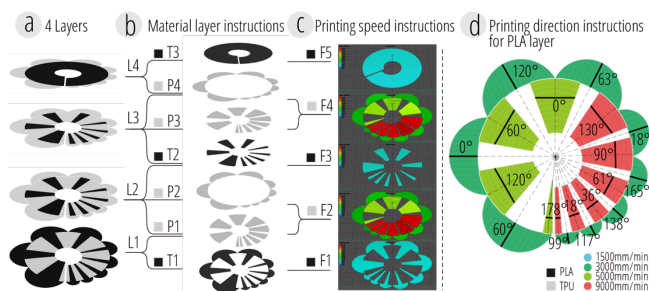 a 4 Layers
b Material layer instructions
c Printing speed instructions
d Printing direction instructions
for PLA layer
L4
T3
P4
L3
P3
T2
L2
P2
P1
L1
T1
F5
F4
F3
F2
F1
120°
63°
0°
60°
130°
18°
0°
90°
61°
165°
120°
36°
138°
178°
18°
60°
99°
117°
PLA
TPU
1500mm/min
3000mm/min
5000mm/min
9000mm/min